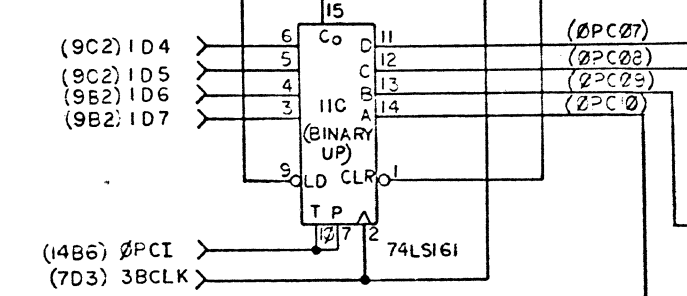 15
6 Co 11 (ØPC07)
(9C2) ID4 D
5 12 (ØPC08)
(9C2) ID5 C
4 13 (ØPC09)
(9B2) ID6 B
3 14 (ØPC10)
(9B2) ID7 IIC A
(BINARY
UP)
9 LD CLR 1
T P
10 7 2 74LS161
(14B6) ØPCI
(7D3) 3BCLK